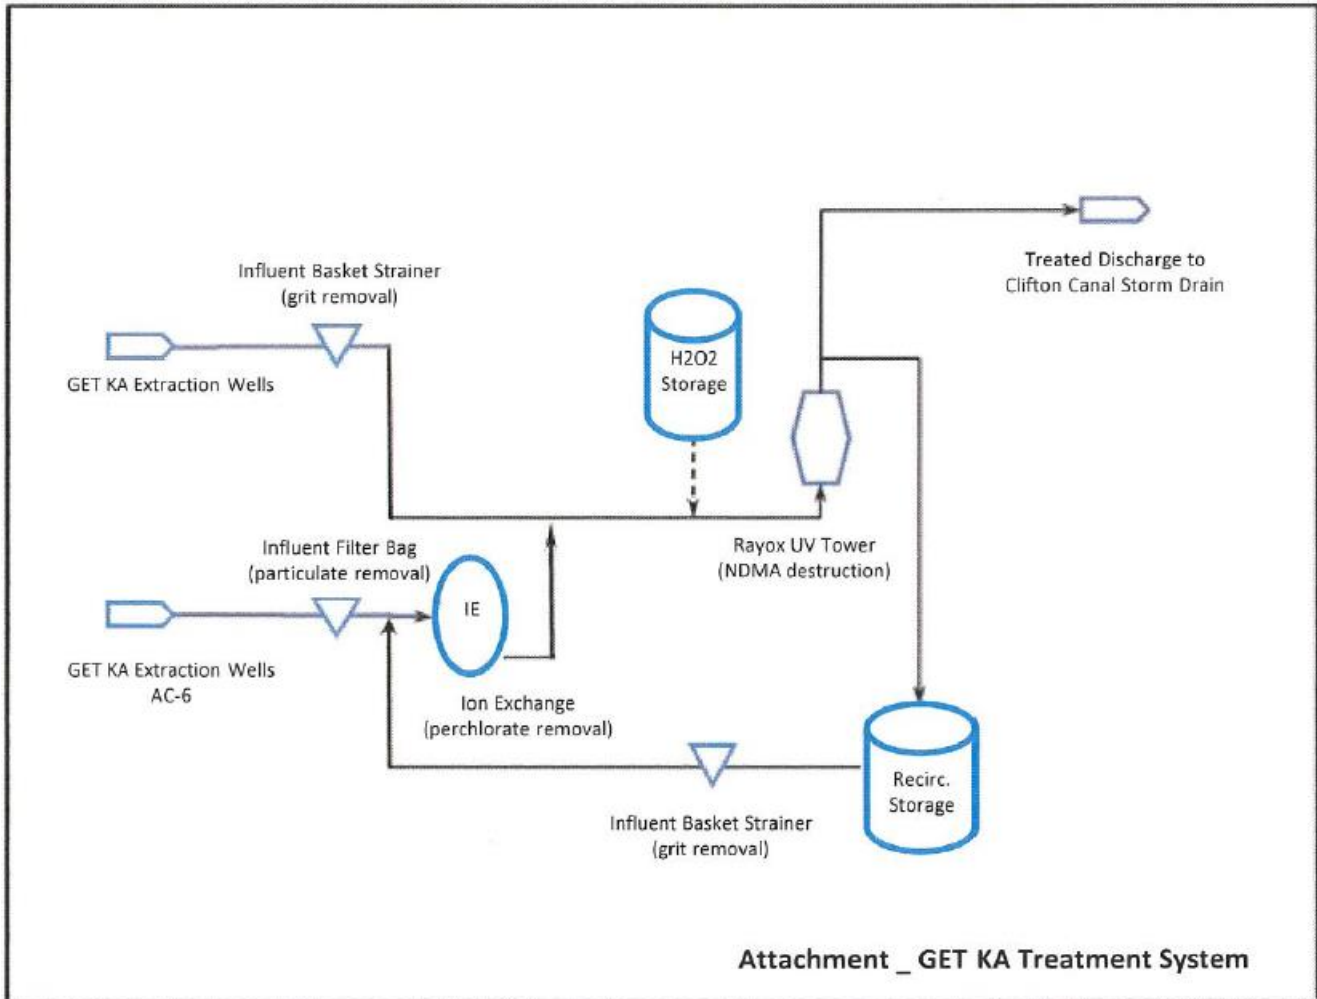 Treated Discharge to
Clifton Canal Storm Drain
Influent Basket Strainer
(grit removal)
GET KA Extraction Wells
H2O2
Storage
Rayox UV Tower
(NDMA destruction)
Influent Filter Bag
(particulate removal)
IE
GET KA Extraction Wells
AC-6
Ion Exchange
(perchlorate removal)
Recirc.
Storage
Influent Basket Strainer
(grit removal)
Attachment _ GET KA Treatment System